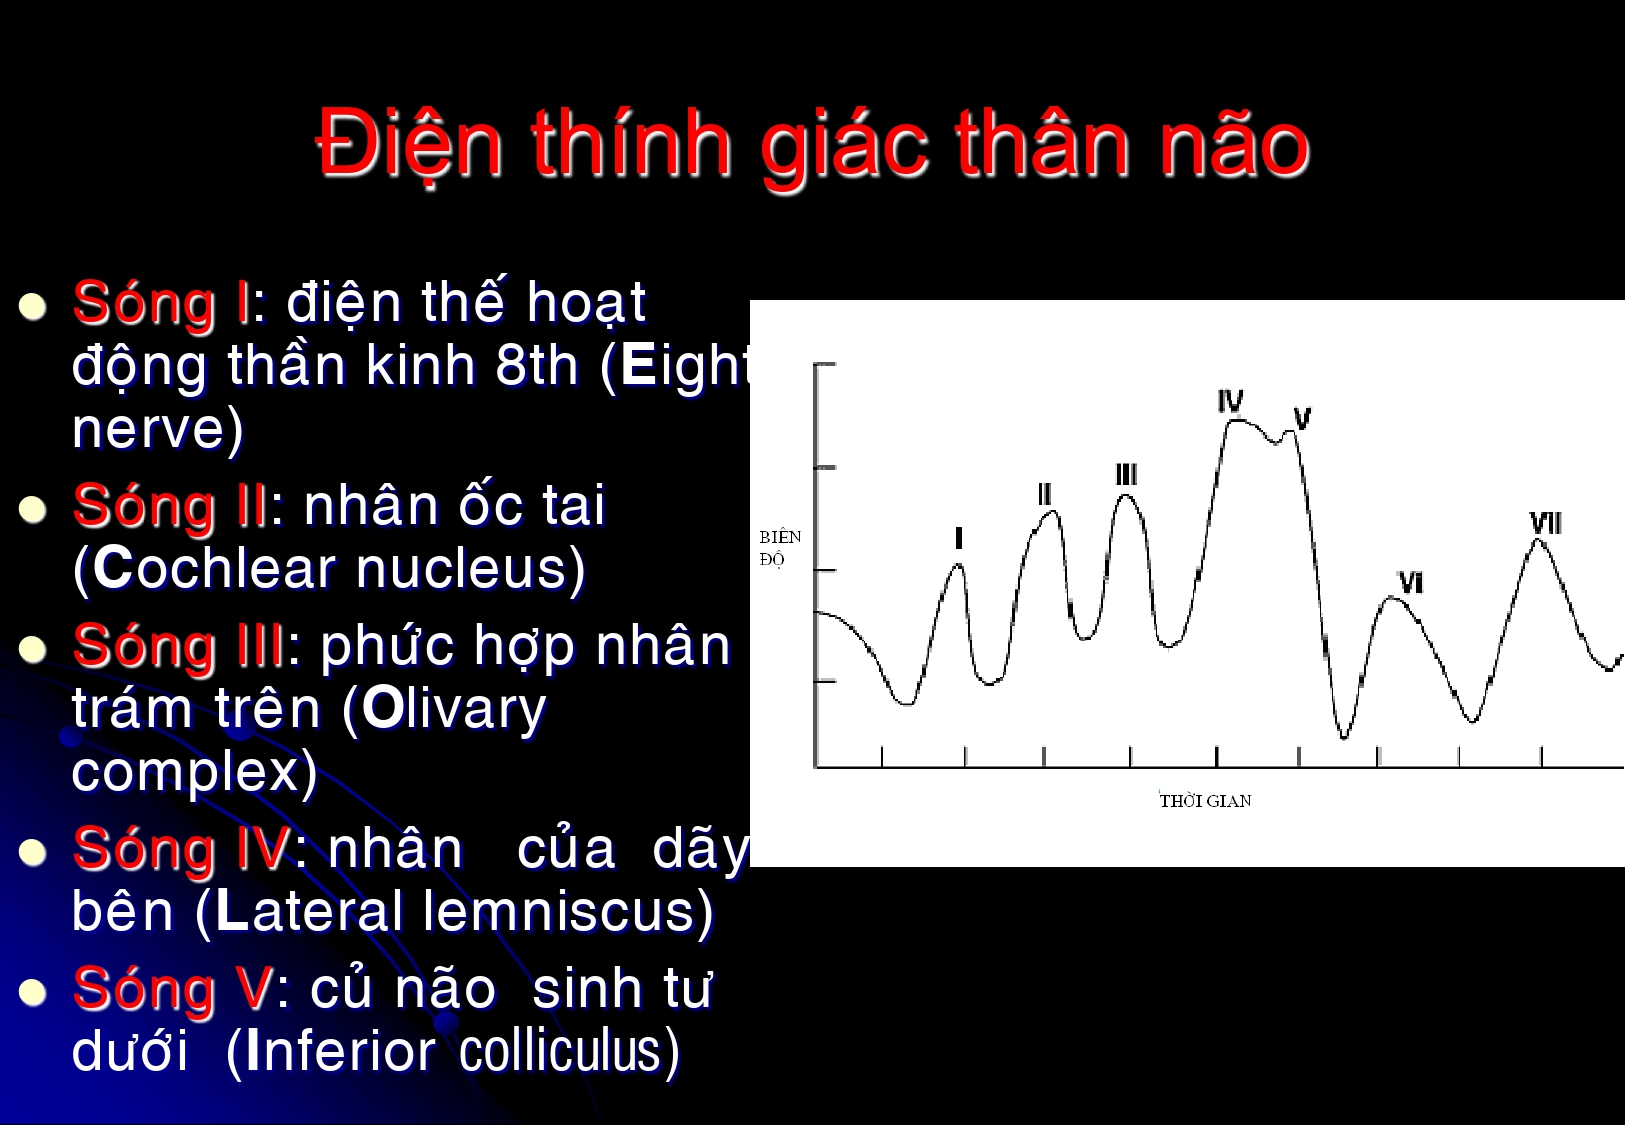 Điện thính giác thân não
Sóng I: điện thế hoạt
động thần kinh 8th (Eight
nerve)
Sóng II: nhân ốc tai
(Cochlear nucleus)
Sóng III: phức hợp nhân
trám trên (Olivary
complex)
Sóng IV: nhân của dãy
bên (Lateral lemniscus)
Sóng V: củ não sinh tư
dưới (Inferior colliculus)
BIÊN
ĐỘ
I
II
III
IV
V
VI
VII
THỜI GIAN